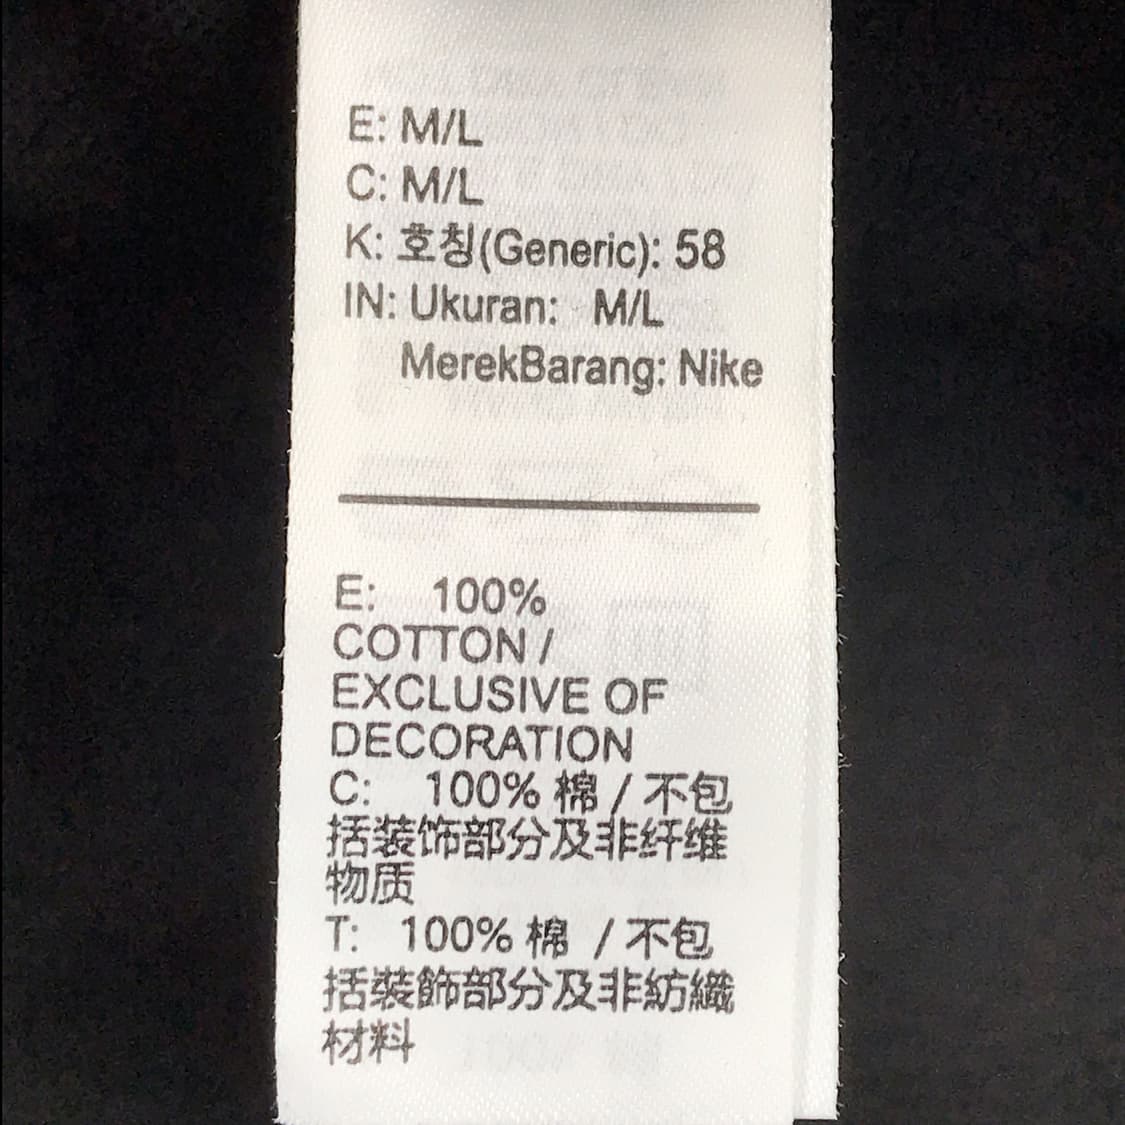 E: M/L
C: M/L
K: 호칭(Generic): 58
IN: Ukuran: M/L
MerekBarang: Nike
E: 100%
COTTON /
EXCLUSIVE OF
DECORATION
C: 100% 棉 / 不包
括装饰部分及非纤维
物质
T: 100% 棉 / 不包
括裝飾部分及非紡織
材料